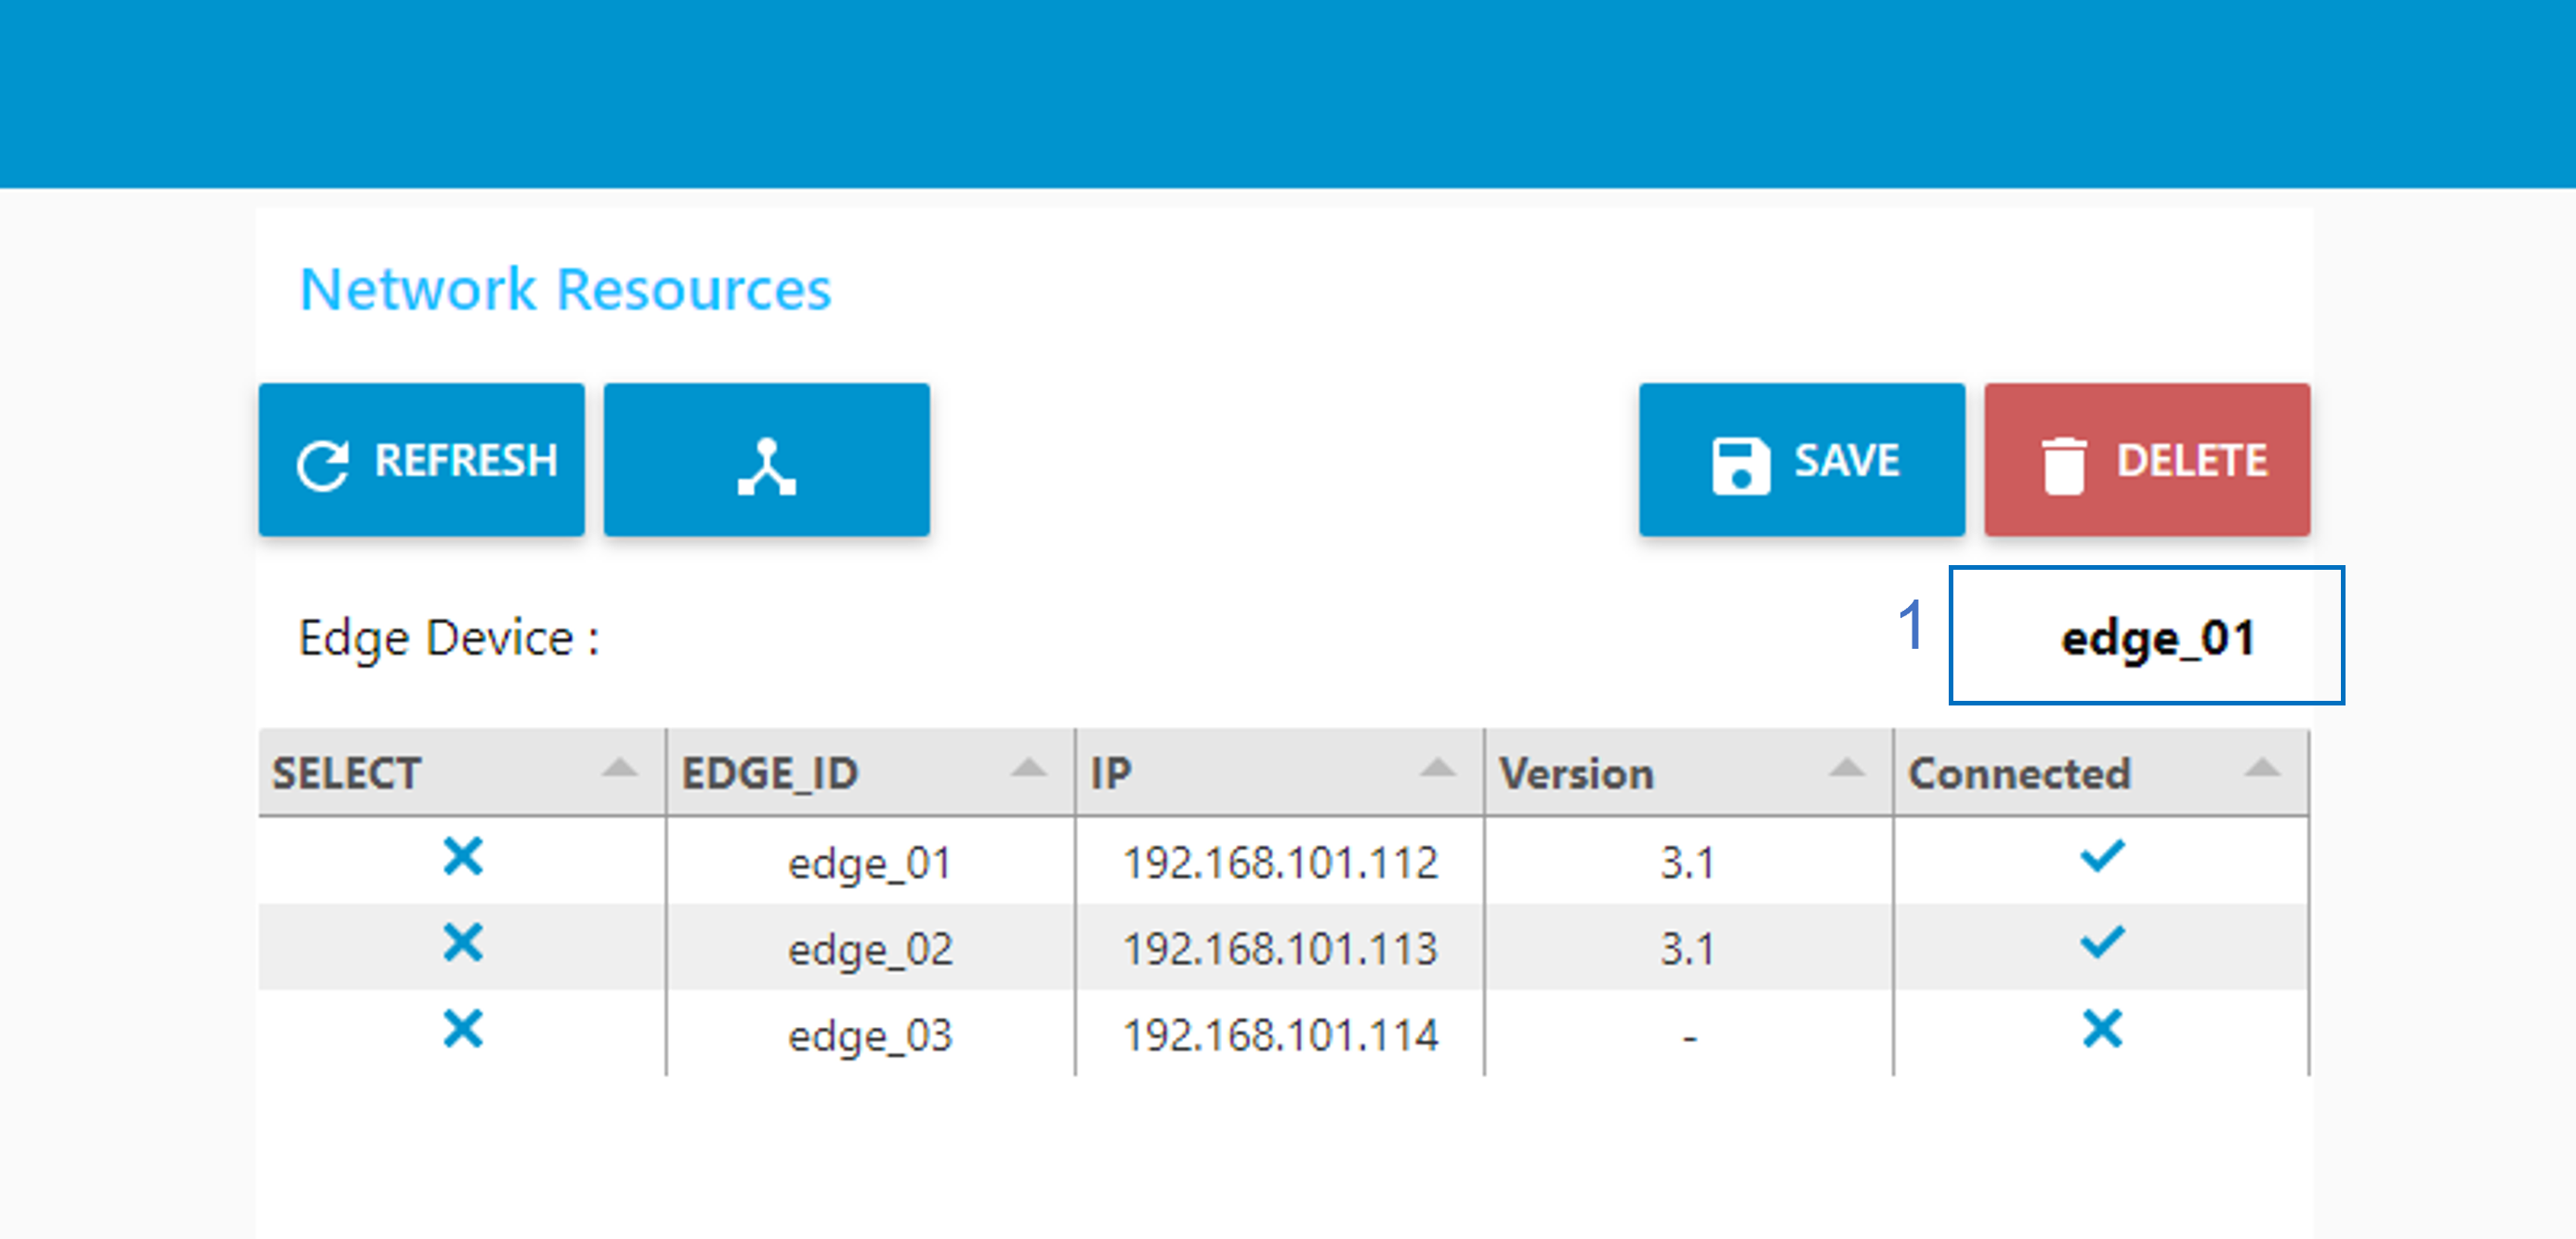 Network Resources
REFRESH SAVE DELETE
Edge Device : 1 edge_01
SELECT EDGE_ID IP Version Connected
edge_01 192.168.101.112 3.1
edge_02 192.168.101.113 3.1
edge_03 192.168.101.114 -